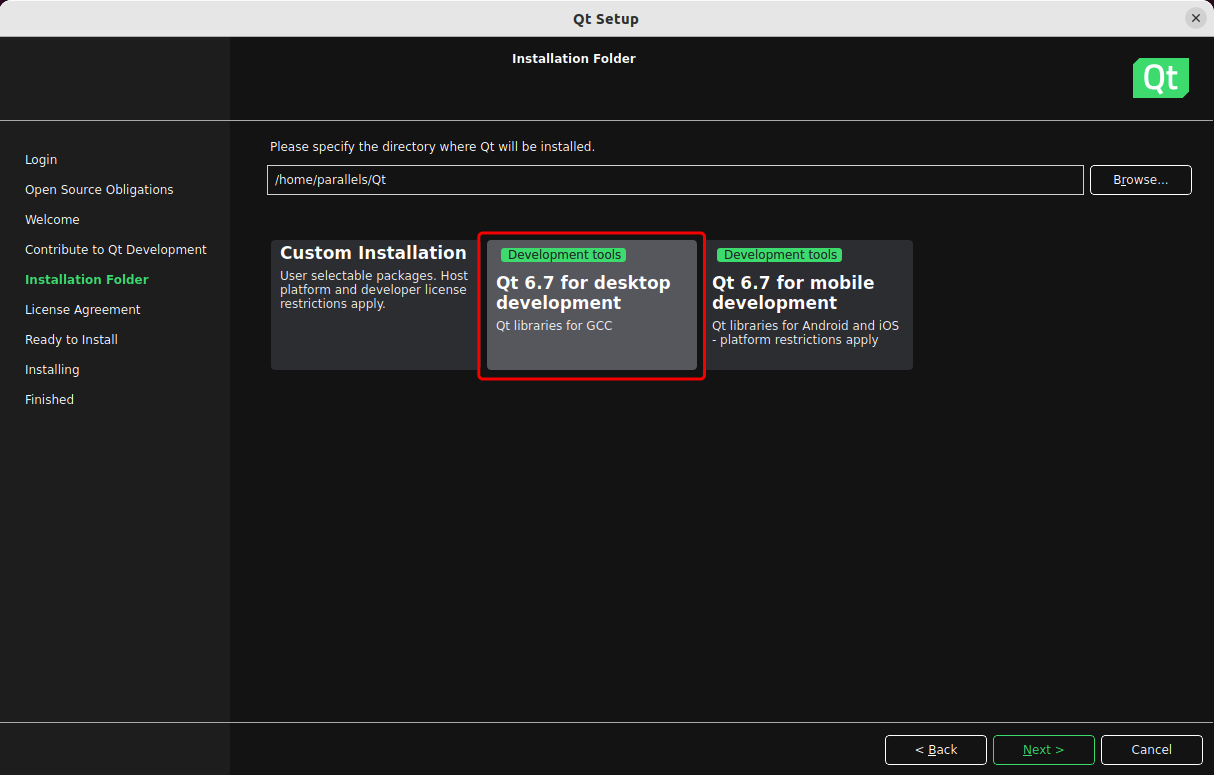 Qt Setup
Installation Folder
Qt
Login
Open Source Obligations
Welcome
Contribute to Qt Development
Installation Folder
License Agreement
Ready to Install
Installing
Finished
Please specify the directory where Qt will be installed.
/home/parallels/Qt
Browse...
Custom Installation
User selectable packages. Host
platform and developer license
restrictions apply.
Development tools
Qt 6.7 for desktop
development
Qt libraries for GCC
Development tools
Qt 6.7 for mobile
development
Qt libraries for Android and iOS
- platform restrictions apply
< Back
Next >
Cancel